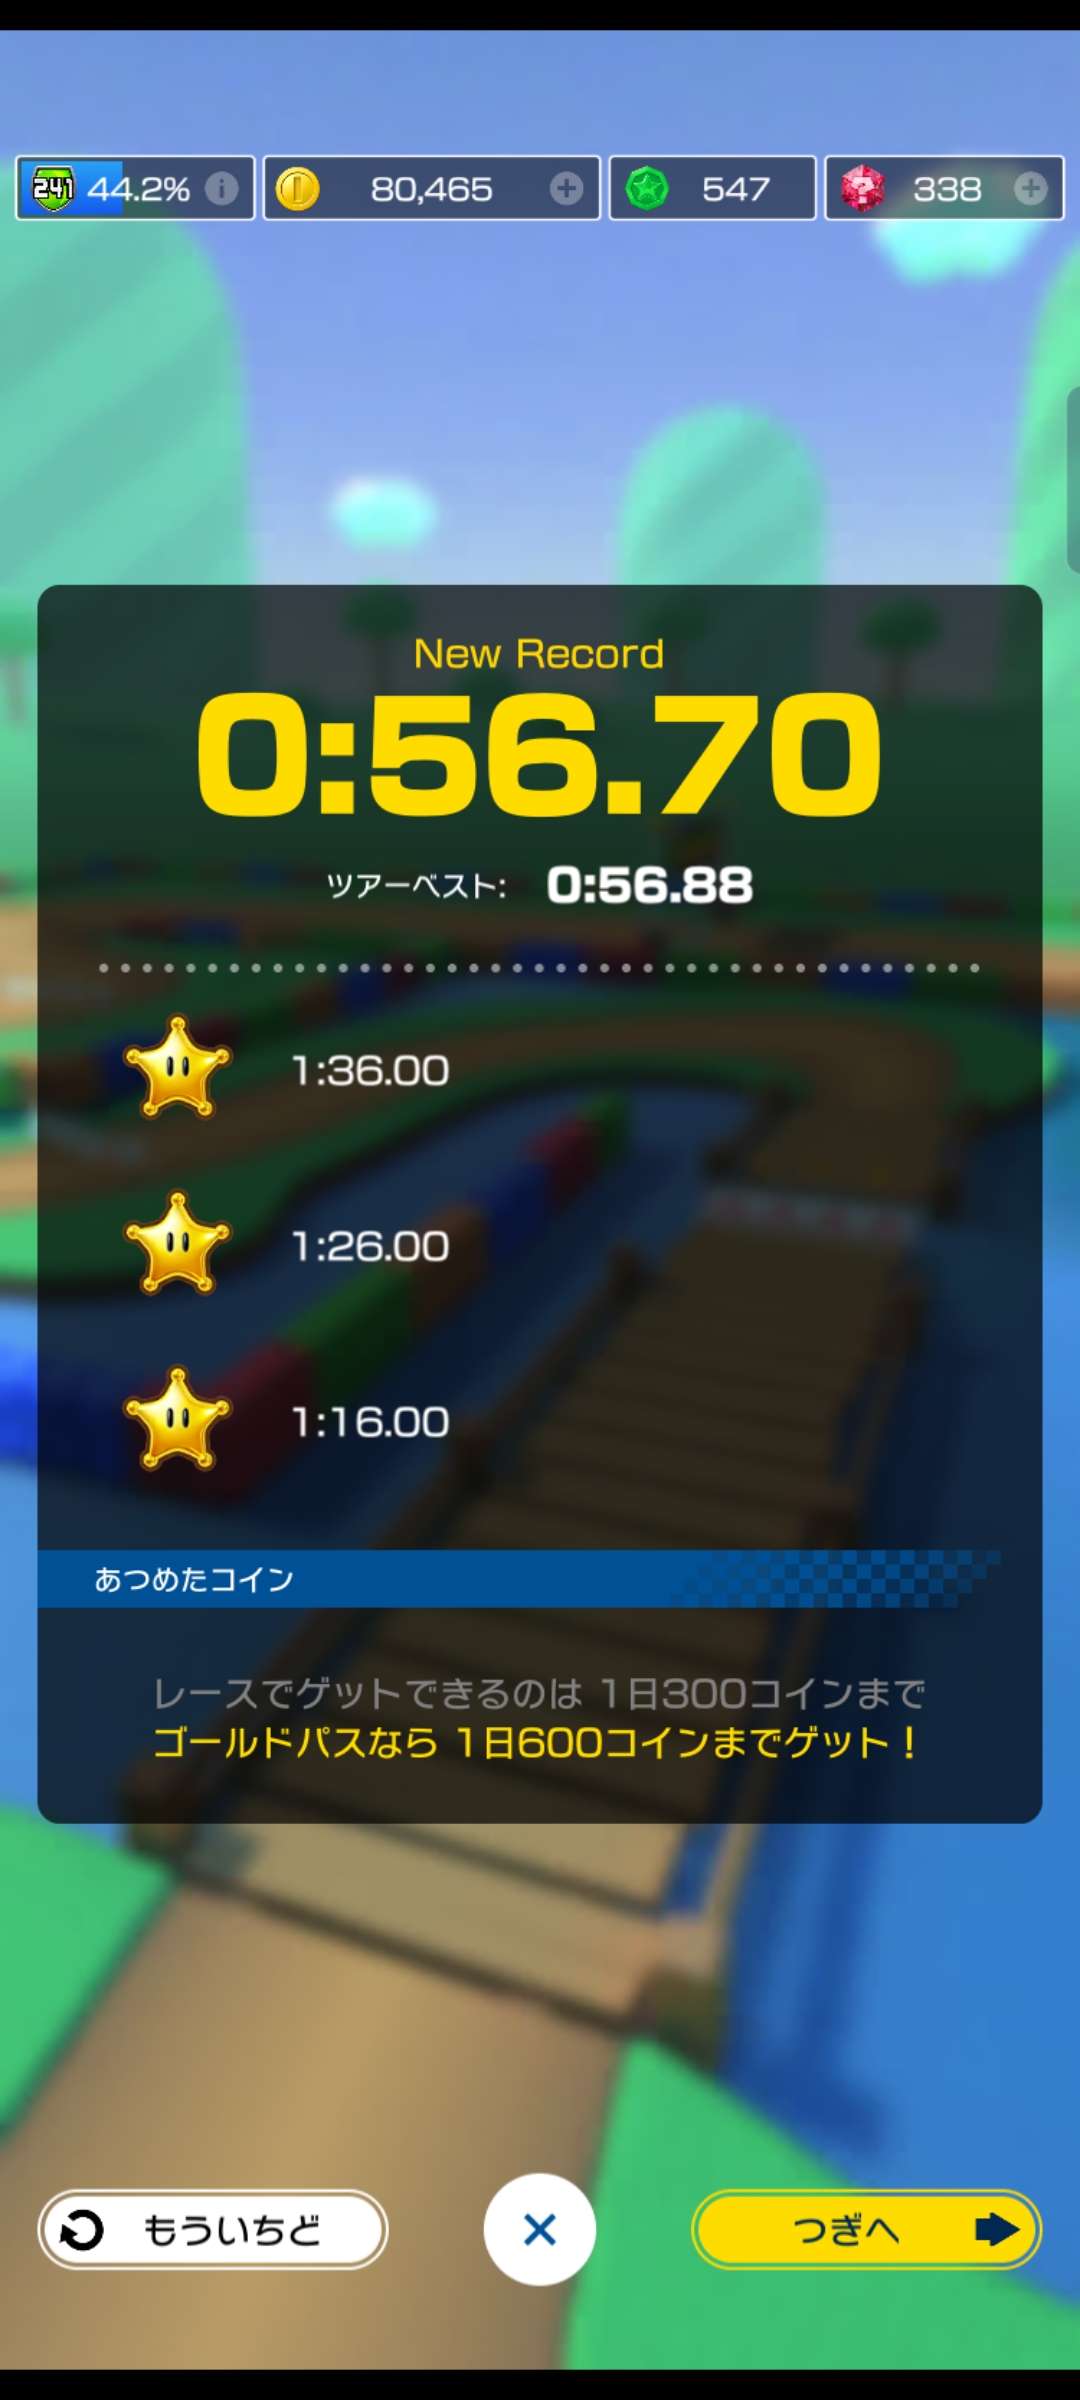 241 44.2% i 80,465 + 547 ? 338 +
New Record
0:56.70
ツアーベスト: 0:56.88
1:36.00
1:26.00
1:16.00
あつめたコイン
レースでゲットできるのは 1日300コインまで
ゴールドパスなら 1日600コインまでゲット！
もういちど × つぎへ